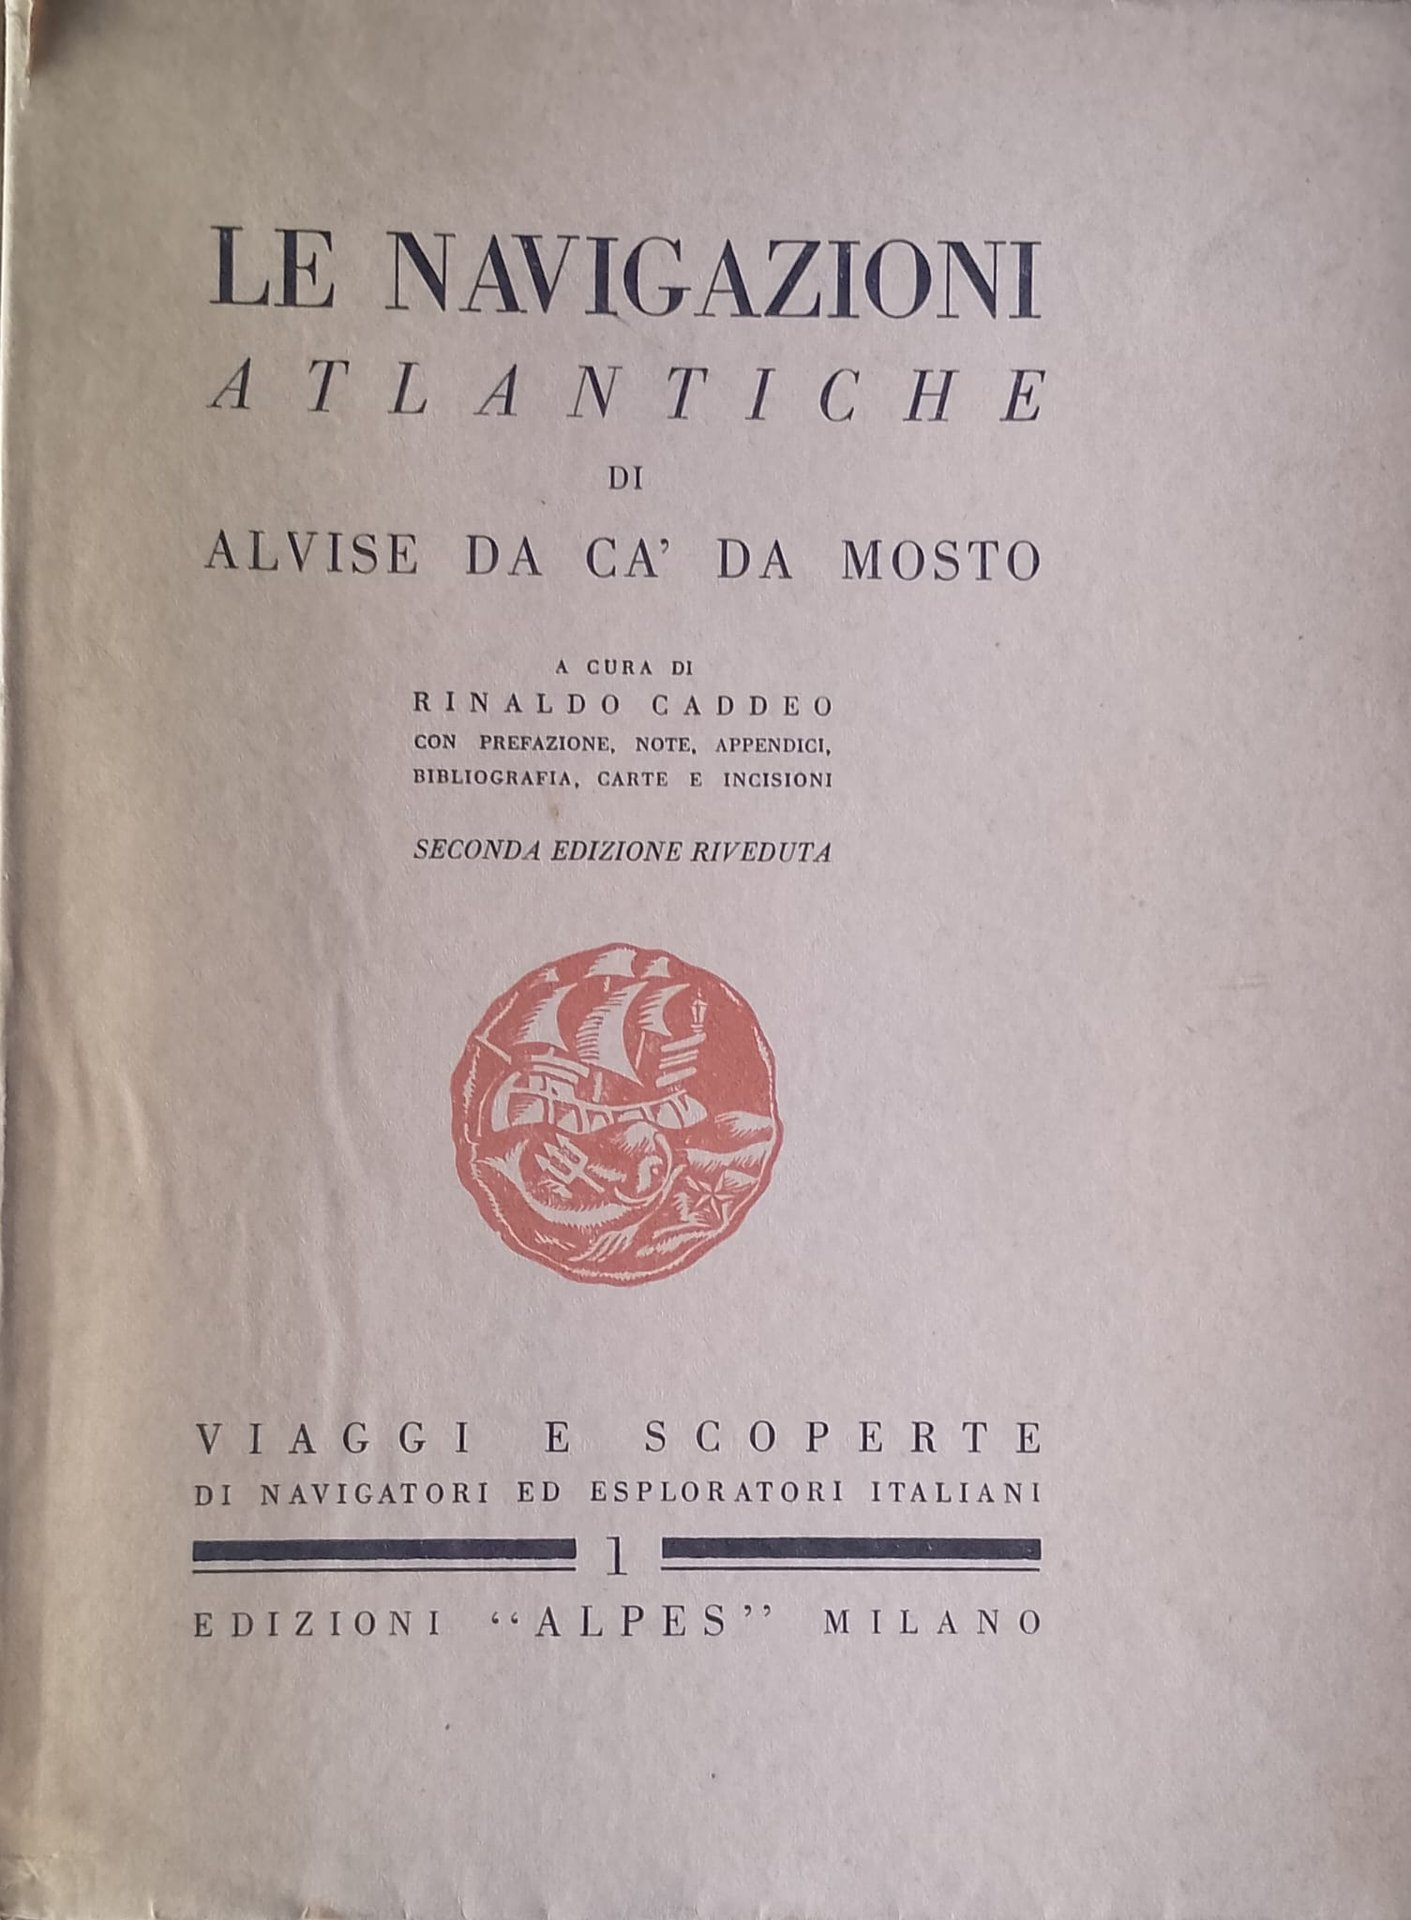 LE NAVIGAZIONI
ATLANTICHE
DI
ALVISE DA CA’ DA MOSTO
A CURA DI
RINALDO CADDEO
CON PREFAZIONE, NOTE, APPENDICI,
BIBLIOGRAFIA, CARTE E INCISIONI
SECONDA EDIZIONE RIVEDUTA
VIAGGI E SCOPERTE
DI NAVIGATORI ED ESPLORATORI ITALIANI
1
EDIZIONI “ALPES” MILANO